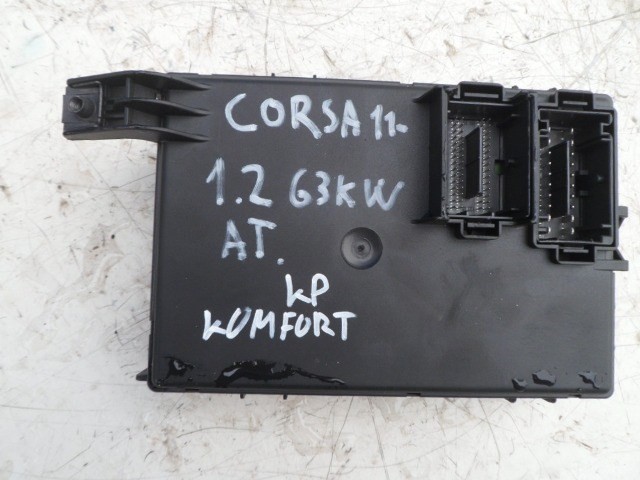 CORSA 11-
1.2 63KW
AT.
KP
KOMFORT